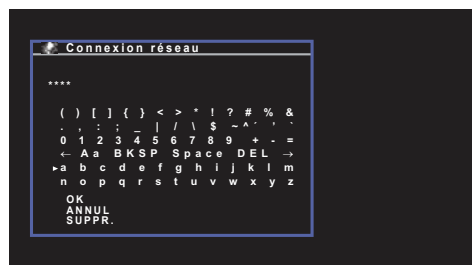 Connexion réseau
****
( ) [ ] { } < > * ! ? # % &
. , : ; _ | / \ $ ~ ^ ´ ' `
0 1 2 3 4 5 6 7 8 9 + - =
← Aa BKSP Space DEL →
▸a b c d e f g h i j k l m
n o p q r s t u v w x y z
OK
ANNUL
SUPPR.